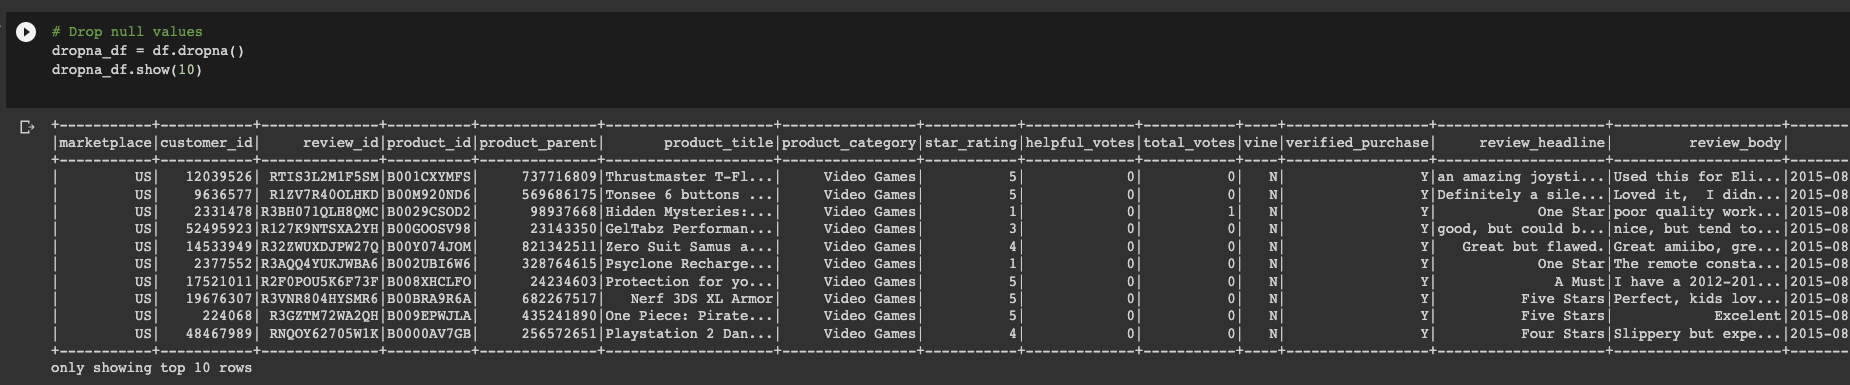 # Drop null values
dropna_df = df.dropna()
dropna_df.show(10)
+-----------+-----------+--------------+----------+--------------+--------------------+----------------+-----------+-------------+-----------+----+-----------------+--------------------+--------------------+-------
|marketplace|customer_id|     review_id|product_id|product_parent|       product_title|product_category|star_rating|helpful_votes|total_votes|vine|verified_purchase|     review_headline|         review_body|
+-----------+-----------+--------------+----------+--------------+--------------------+----------------+-----------+-------------+-----------+----+-----------------+--------------------+--------------------+-------
|         US|   12039526| RTIS3L2M1F5SM|B001CXYMFS|     737716809|Thrustmaster T-Fl...|     Video Games|          5|            0|          0|   N|                Y|an amazing joysti...|Used this for Eli...|2015-08
|         US|    9636577| R1ZV7R40OLHKD|B00M920ND6|     569686175|Tonsee 6 buttons ...|     Video Games|          5|            0|          0|   N|                Y|Definitely a sile...|Loved it,  I didn...|2015-08
|         US|    2331478|R3BH071QLH8QMC|B0029CSOD2|      98937668|Hidden Mysteries:...|     Video Games|          1|            0|          1|   N|                Y|            One Star|poor quality work...|2015-08
|         US|   52495923|R127K9NTSXA2YH|B00GOOSV98|      23143350|GelTabz Performan...|     Video Games|          3|            0|          0|   N|                Y|good, but could b...|nice, but tend to...|2015-08
|         US|   14533949|R32ZWUXDJPW27Q|B00Y074JOM|     821342511|Zero Suit Samus a...|     Video Games|          4|            0|          0|   N|                Y|   Great but flawed.|Great amiibo, gre...|2015-08
|         US|    2377552|R3AQQ4YUKJWBA6|B002UBI6W6|     328764615|Psyclone Recharge...|     Video Games|          1|            0|          0|   N|                Y|            One Star|The remote consta...|2015-08
|         US|   17521011|R2F0POU5K6F73F|B008XHCLFO|      24234603|Protection for yo...|     Video Games|          5|            0|          0|   N|                Y|              A Must|I have a 2012-201...|2015-08
|         US|   19676307|R3VNR804HYSMR6|B00BRA9R6A|     682267517|   Nerf 3DS XL Armor|     Video Games|          5|            0|          0|   N|                Y|          Five Stars|Perfect, kids lov...|2015-08
|         US|     224068| R3GZTM72WA2QH|B009EPWJLA|     435241890|One Piece: Pirate...|     Video Games|          5|            0|          0|   N|                Y|          Five Stars|            Excelent|2015-08
|         US|   48467989| RNQOY62705W1K|B0000AV7GB|     256572651|Playstation 2 Dan...|     Video Games|          4|            0|          0|   N|                Y|          Four Stars|Slippery but expe...|2015-08
+-----------+-----------+--------------+----------+--------------+--------------------+----------------+-----------+-------------+-----------+----+-----------------+--------------------+--------------------+-------
only showing top 10 rows